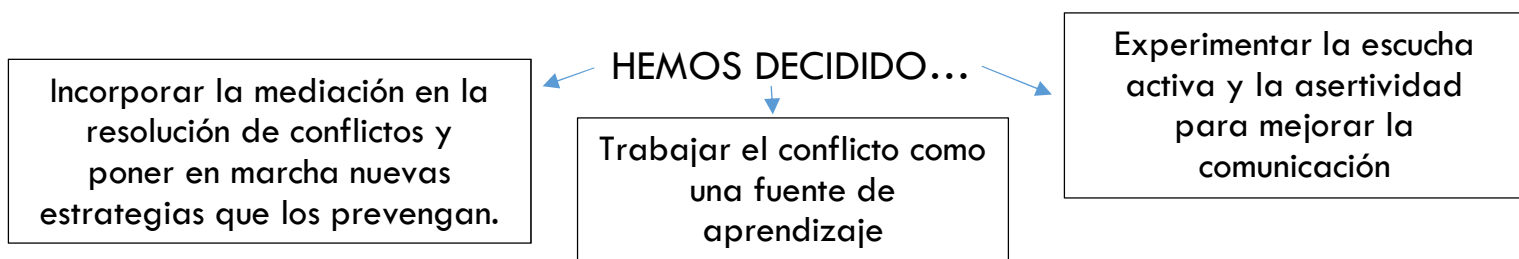 HEMOS DECIDIDO...
Incorporar la mediación en la
resolución de conflictos y
poner en marcha nuevas
estrategias que los prevengan.
Trabajar el conflicto como
una fuente de
aprendizaje
Experimentar la escucha
activa y la asertividad
para mejorar la
comunicación